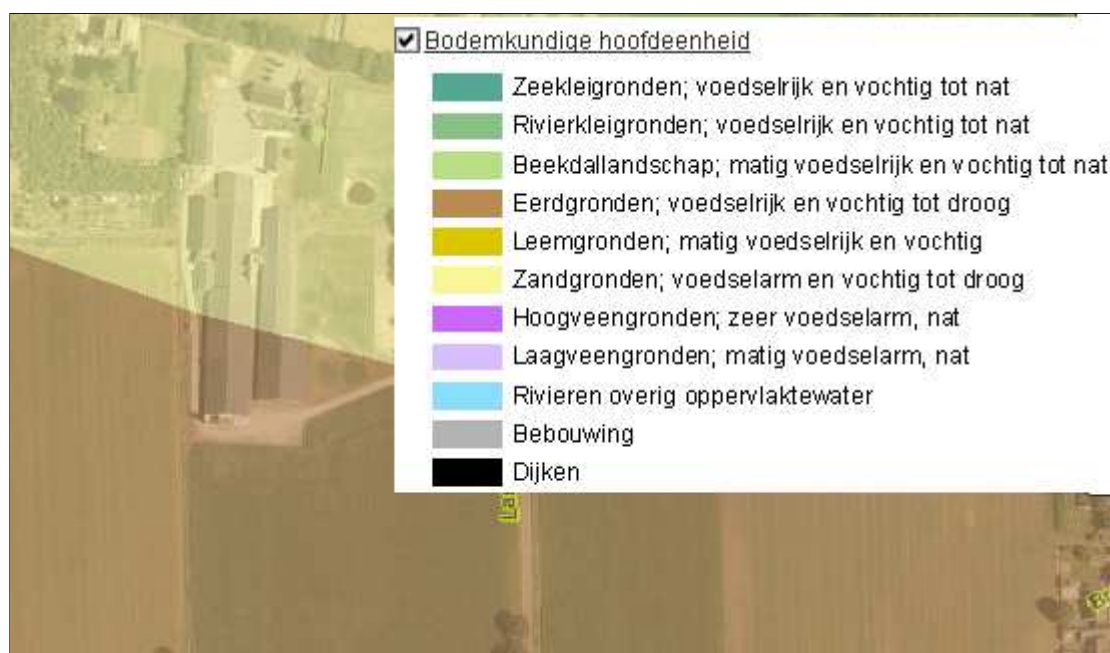 Bodemkundige hoofdeenheid
Zeekleigronden; voedselrijk en vochtig tot nat
Rivierkleigronden; voedselrijk en vochtig tot nat
Beekdallandschap; matig voedselrijk en vochtig tot nat
Eerdgronden; voedselrijk en vochtig tot droog
Leemgronden; matig voedselrijk en vochtig
Zandgronden; voedselarm en vochtig tot droog
Hoogveengronden; zeer voedselarm, nat
Laagveengronden; matig voedselarm, nat
Rivieren overig oppervlaktewater
Bebouwing
Dijken